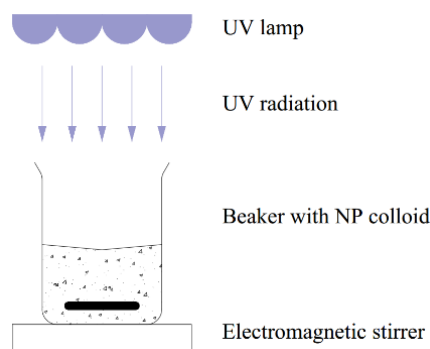 UV lamp
UV radiation
Beaker with NP colloid
Electromagnetic stirrer